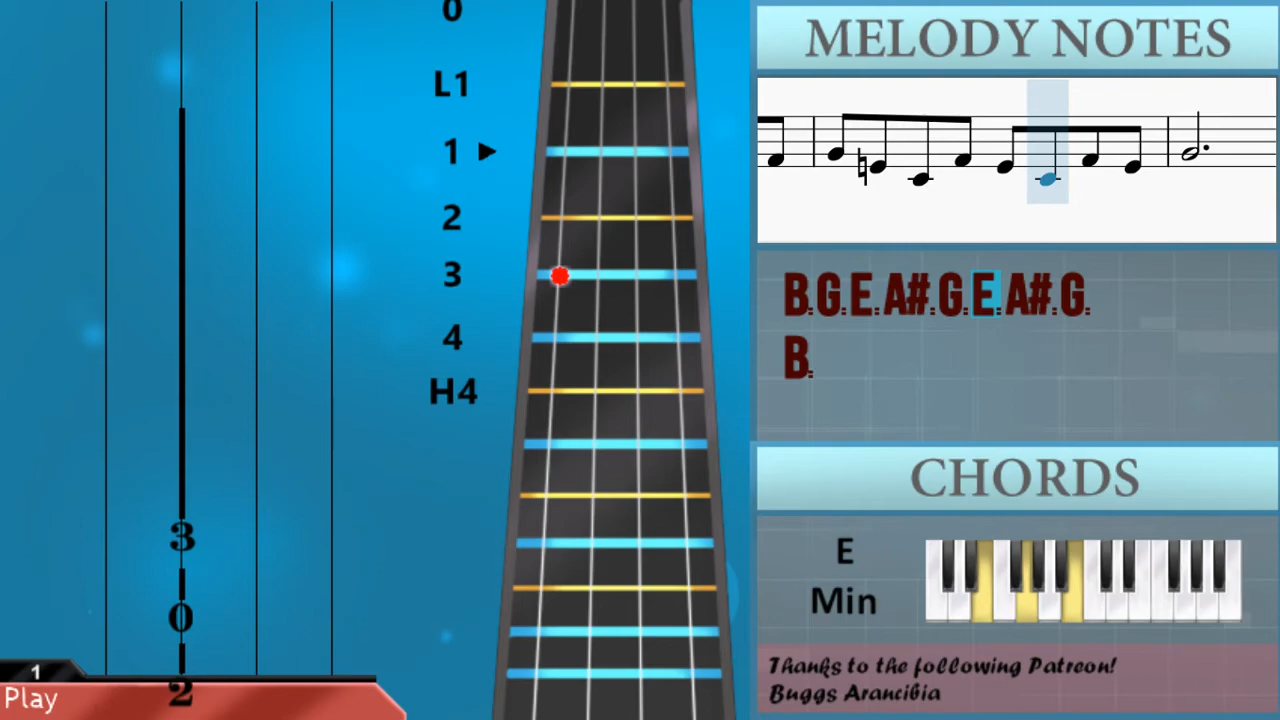 0
L1
1
2
3
4
H4
3
0
2
1
Play
MELODY NOTES
B.G.E.A#.G.E.A#.G.
B.
CHORDS
E
Min
Thanks to the following Patreon!
Buggs Arancibia